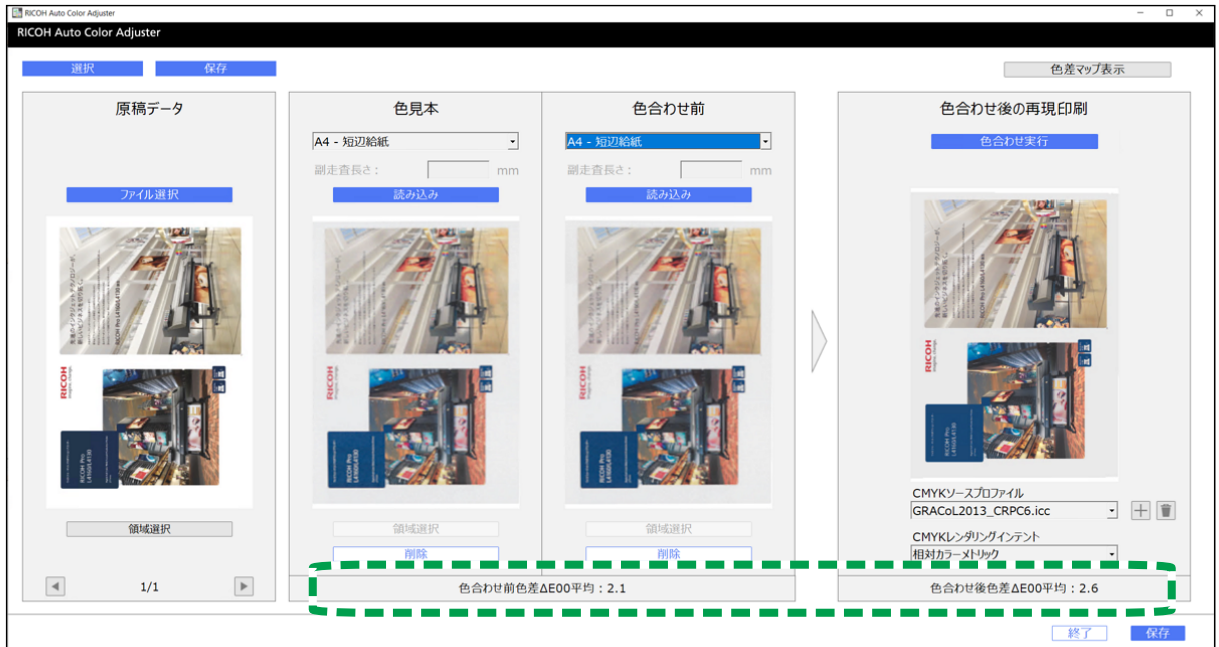 RICOH Auto Color Adjuster
RICOH Auto Color Adjuster
選択
保存
色差マップ表示
原稿データ
ファイル選択
RICOH
領域選択
1/1
色見本
A4 - 短辺給紙
副走査長さ：
mm
読み込み
RICOH
領域選択
削除
色合わせ前
A4 - 短辺給紙
副走査長さ：
mm
読み込み
RICOH
領域選択
削除
色合わせ前色差ΔE00平均：2.1
色合わせ後の再現印刷
色合わせ実行
RICOH
CMYKソースプロファイル
GRACoL2013_CRPC6.icc
CMYKレンダリングインテント
相対カラーメトリック
色合わせ後色差ΔE00平均：2.6
終了
保存